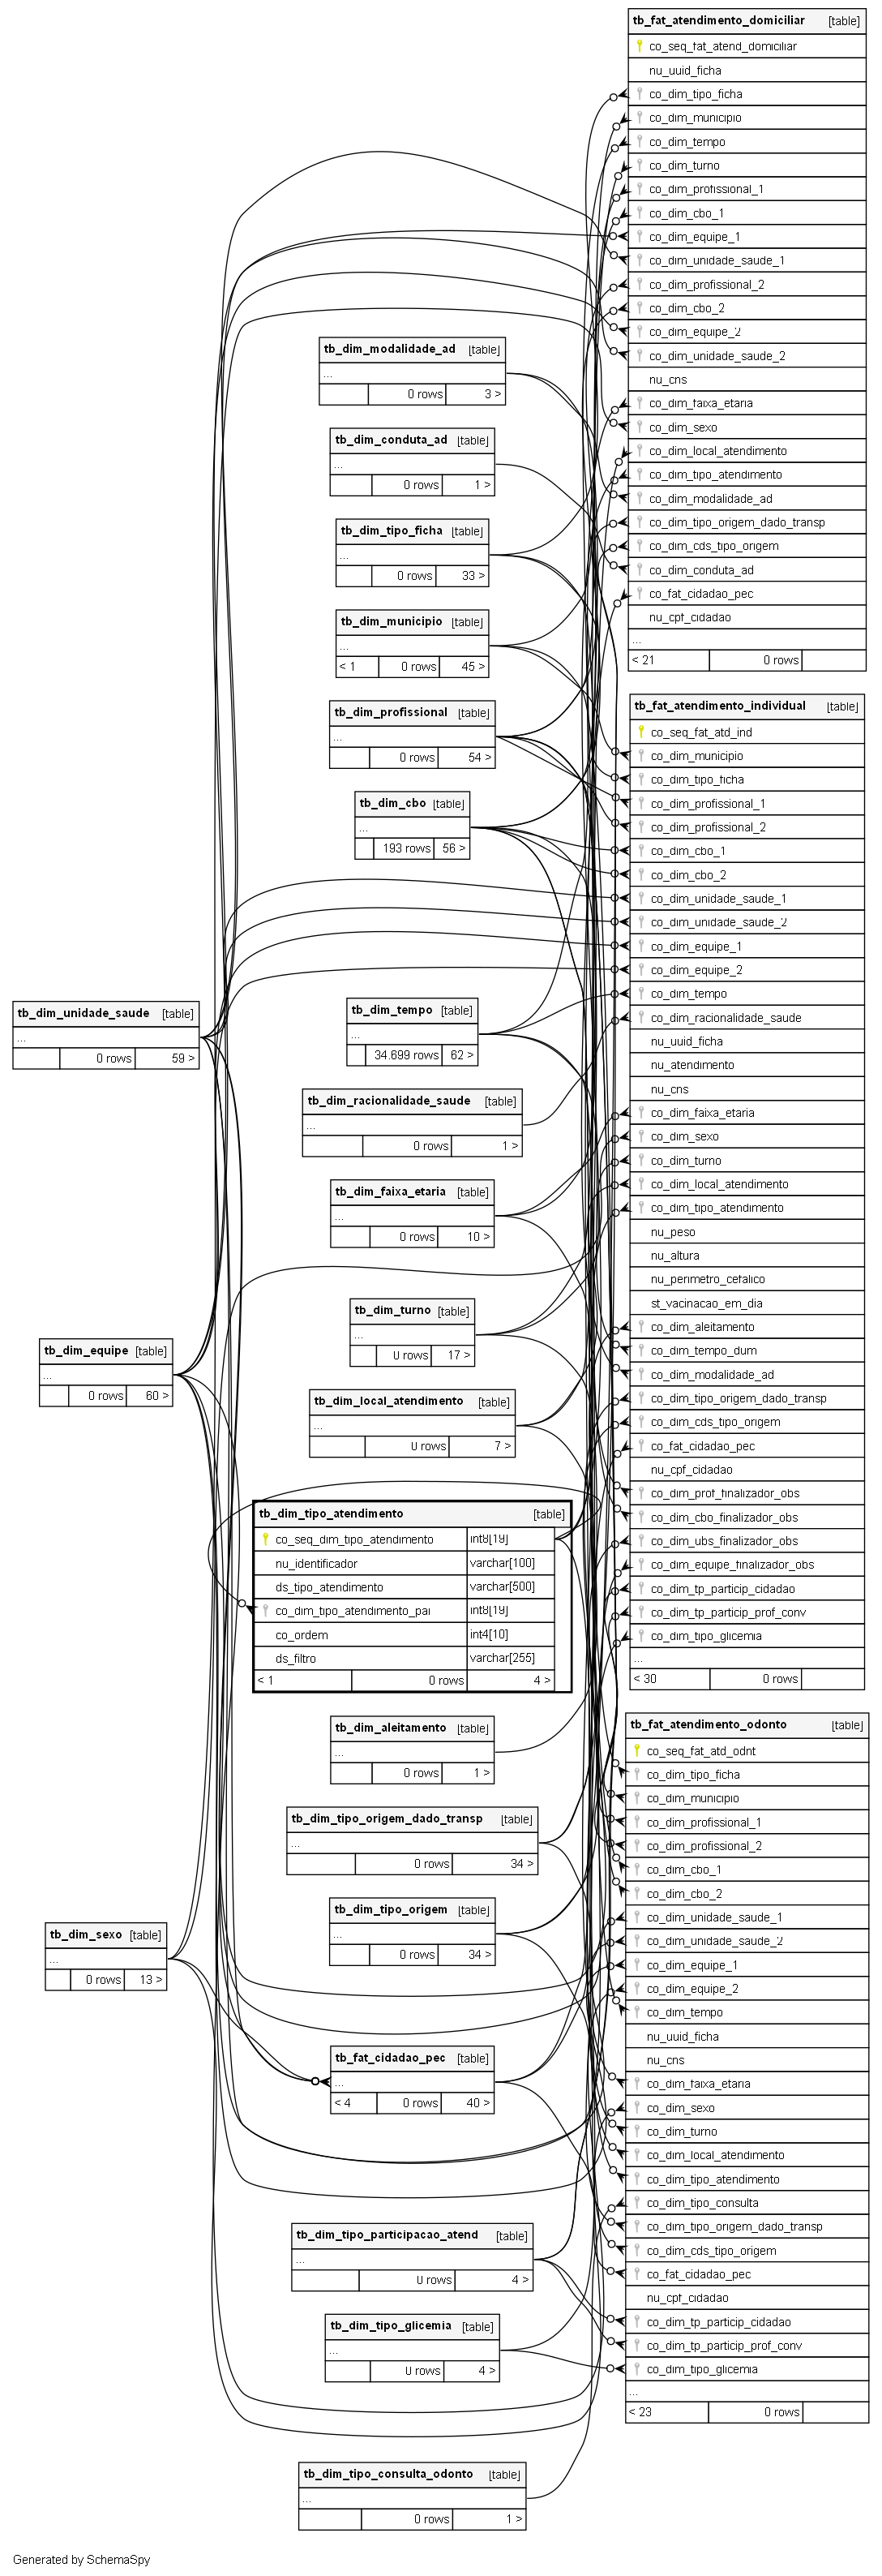 tb_fat_atendimento_domiciliar [table]
co_seq_fat_atend_domiciliar
nu_uuid_ficha
co_dim_tipo_ficha
co_dim_municipio
co_dim_tempo
co_dim_turno
co_dim_profissional_1
co_dim_cbo_1
co_dim_equipe_1
co_dim_unidade_saude_1
co_dim_profissional_2
co_dim_cbo_2
co_dim_equipe_2
co_dim_unidade_saude_2
nu_cns
co_dim_faixa_etaria
co_dim_sexo
co_dim_local_atendimento
co_dim_tipo_atendimento
co_dim_modalidade_ad
co_dim_tipo_origem_dado_transp
co_dim_cds_tipo_origem
co_dim_conduta_ad
co_fat_cidadao_pec
nu_cpf_cidadao
...
< 21 0 rows
tb_dim_modalidade_ad [table]
...
0 rows 3 >
tb_dim_conduta_ad [table]
...
0 rows 1 >
tb_dim_tipo_ficha [table]
...
0 rows 33 >
tb_dim_municipio [table]
...
< 1 0 rows 45 >
tb_dim_profissional [table]
...
0 rows 54 >
tb_dim_cbo [table]
...
193 rows 56 >
tb_fat_atendimento_individual [table]
co_seq_fat_atd_ind
co_dim_municipio
co_dim_tipo_ficha
co_dim_profissional_1
co_dim_profissional_2
co_dim_cbo_1
co_dim_cbo_2
co_dim_unidade_saude_1
co_dim_unidade_saude_2
co_dim_equipe_1
co_dim_equipe_2
co_dim_tempo
co_dim_racionalidade_saude
nu_uuid_ficha
nu_atendimento
nu_cns
co_dim_faixa_etaria
co_dim_sexo
co_dim_turno
co_dim_local_atendimento
co_dim_tipo_atendimento
nu_peso
nu_altura
nu_perimetro_cefalico
st_vacinacao_em_dia
co_dim_aleitamento
co_dim_tempo_dum
co_dim_modalidade_ad
co_dim_tipo_origem_dado_transp
co_dim_cds_tipo_origem
co_fat_cidadao_pec
nu_cpf_cidadao
co_dim_prof_finalizador_obs
co_dim_cbo_finalizador_obs
co_dim_ubs_finalizador_obs
co_dim_equipe_finalizador_obs
co_dim_tp_particip_cidadao
co_dim_tp_particip_prof_conv
co_dim_tipo_glicemia
...
< 30 0 rows
tb_dim_unidade_saude [table]
...
0 rows 59 >
tb_dim_tempo [table]
...
34.699 rows 62 >
tb_dim_racionalidade_saude [table]
...
0 rows 1 >
tb_dim_faixa_etaria [table]
...
0 rows 10 >
tb_dim_turno [table]
...
0 rows 17 >
tb_dim_equipe [table]
...
0 rows 60 >
tb_dim_local_atendimento [table]
...
0 rows 7 >
tb_dim_tipo_atendimento [table]
co_seq_dim_tipo_atendimento int8[19]
nu_identificador varchar[100]
ds_tipo_atendimento varchar[500]
co_dim_tipo_atendimento_pai int8[19]
co_ordem int4[10]
ds_filtro varchar[255]
< 1 0 rows 4 >
tb_dim_aleitamento [table]
...
0 rows 1 >
tb_dim_tipo_origem_dado_transp [table]
...
0 rows 34 >
tb_dim_tipo_origem [table]
...
0 rows 34 >
tb_dim_sexo [table]
...
0 rows 13 >
tb_fat_cidadao_pec [table]
...
< 4 0 rows 40 >
tb_fat_atendimento_odonto [table]
co_seq_fat_atd_odnt
co_dim_tipo_ficha
co_dim_municipio
co_dim_profissional_1
co_dim_profissional_2
co_dim_cbo_1
co_dim_cbo_2
co_dim_unidade_saude_1
co_dim_unidade_saude_2
co_dim_equipe_1
co_dim_equipe_2
co_dim_tempo
nu_uuid_ficha
nu_cns
co_dim_faixa_etaria
co_dim_sexo
co_dim_turno
co_dim_local_atendimento
co_dim_tipo_atendimento
co_dim_tipo_consulta
co_dim_tipo_origem_dado_transp
co_dim_cds_tipo_origem
co_fat_cidadao_pec
nu_cpf_cidadao
co_dim_tp_particip_cidadao
co_dim_tp_particip_prof_conv
co_dim_tipo_glicemia
...
< 23 0 rows
tb_dim_tipo_participacao_atend [table]
...
0 rows 4 >
tb_dim_tipo_glicemia [table]
...
0 rows 4 >
tb_dim_tipo_consulta_odonto [table]
...
0 rows 1 >
Generated by SchemaSpy